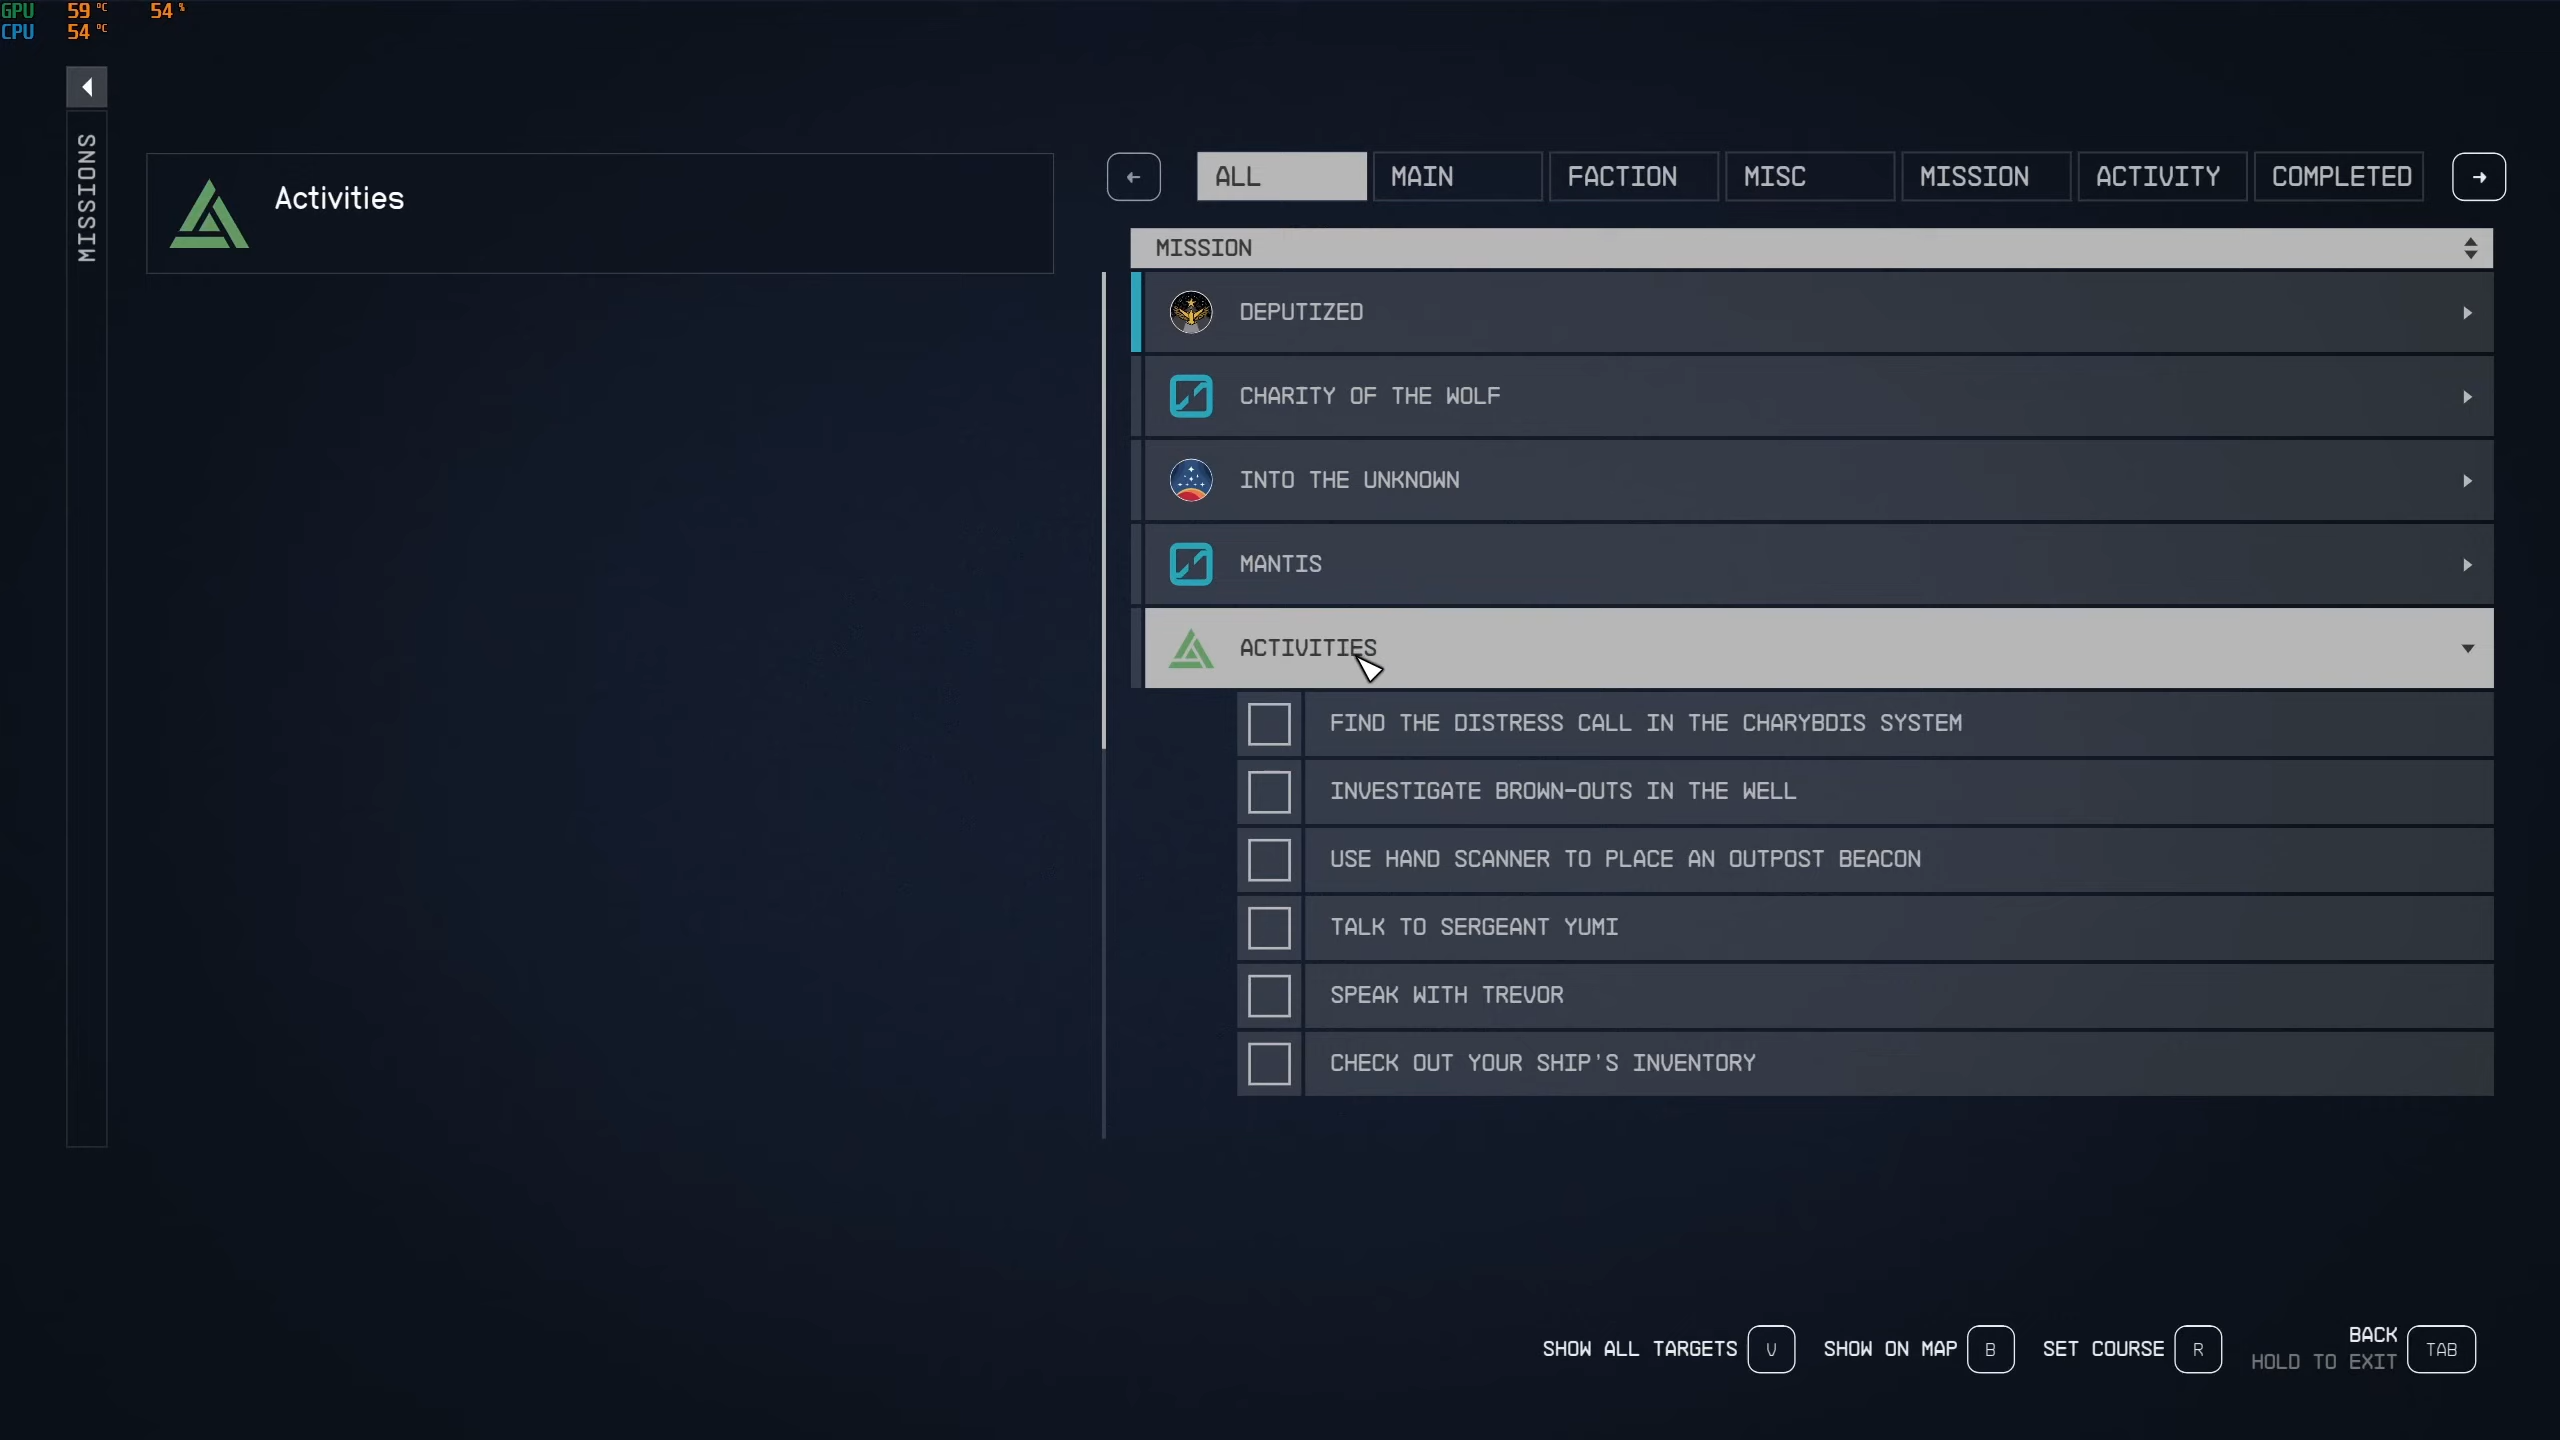 GPU 59 °C 54 %
CPU 54 °C
MISSIONS
Activities
ALL MAIN FACTION MISC MISSION ACTIVITY COMPLETED
MISSION
DEPUTIZED
CHARITY OF THE WOLF
INTO THE UNKNOWN
MANTIS
ACTIVITIES
FIND THE DISTRESS CALL IN THE CHARYBDIS SYSTEM
INVESTIGATE BROWN-OUTS IN THE WELL
USE HAND SCANNER TO PLACE AN OUTPOST BEACON
TALK TO SERGEANT YUMI
SPEAK WITH TREVOR
CHECK OUT YOUR SHIP'S INVENTORY
SHOW ALL TARGETS V SHOW ON MAP B SET COURSE R BACK TAB
HOLD TO EXIT